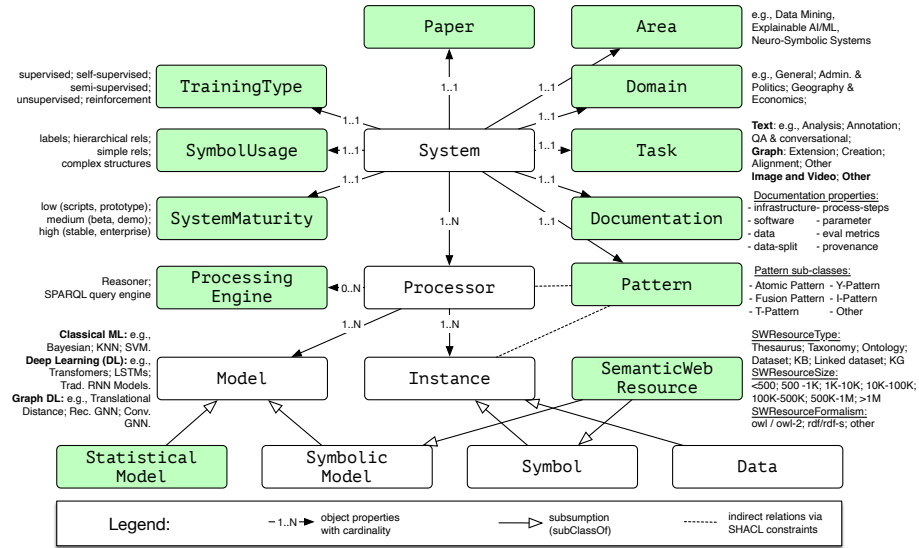 Paper
Area
e.g., Data Mining,
Explainable AI/ML,
Neuro-Symbolic Systems
supervised; self-supervised;
semi-supervised;
unsupervised; reinforcement
TrainingType
1..1
1..1
Domain
e.g., General; Admin. &
Politics; Geography &
Economics;
1..1
1..1
labels; hierarchical rels;
simple rels;
complex structures
SymbolUsage
1..1
System
1..1
Task
Text: e.g., Analysis; Annotation;
QA & conversational;
Graph: Extension; Creation;
Alignment; Other
Image and Video; Other
1..1
1..1
low (scripts, prototype);
medium (beta, demo);
high (stable, enterprise)
SystemMaturity
1..N
1..1
Documentation
Documentation properties:
- infrastructure- process-steps
- software - parameter
- data - eval metrics
- data-split - provenance
Reasoner;
SPARQL query engine
Processing
Engine
0..N
Processor
Pattern
Pattern sub-classes:
- Atomic Pattern - Y-Pattern
- Fusion Pattern - I-Pattern
- T-Pattern - Other
1..N
1..N
Classical ML: e.g.,
Bayesian; KNN; SVM.
Deep Learning (DL): e.g.,
Transfomers; LSTMs;
Trad. RNN Models.
Graph DL: e.g., Translational
Distance; Rec. GNN; Conv.
GNN.
Model
Instance
SemanticWeb
Resource
SWResourceType:
Thesaurus; Taxonomy; Ontology;
Dataset; KB; Linked dataset; KG
SWResourceSize:
<500; 500 -1K; 1K-10K; 10K-100K;
100K-500K; 500K-1M; >1M
SWResourceFormalism:
owl / owl-2; rdf/rdf-s; other
Statistical
Model
Symbolic
Model
Symbol
Data
Legend:
1..N
object properties
with cardinality
subsumption
(subClassOf)
indirect relations via
SHACL constraints